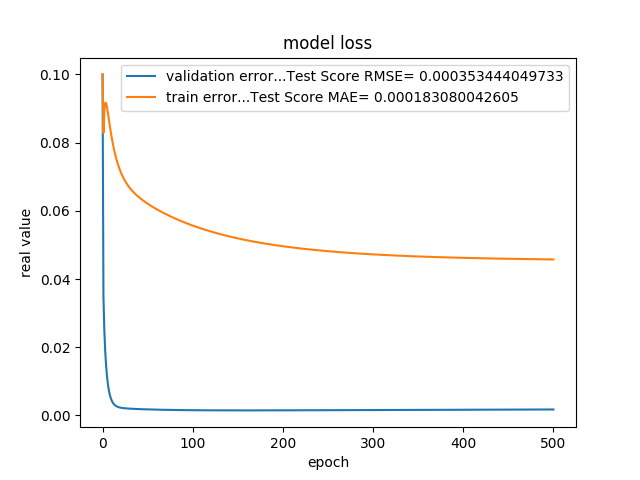 model loss
validation error...Test Score RMSE= 0.000353444049733
train error...Test Score MAE= 0.000183080042605
0.10
0.08
0.06
0.04
0.02
0.00
real value
0 100 200 300 400 500
epoch